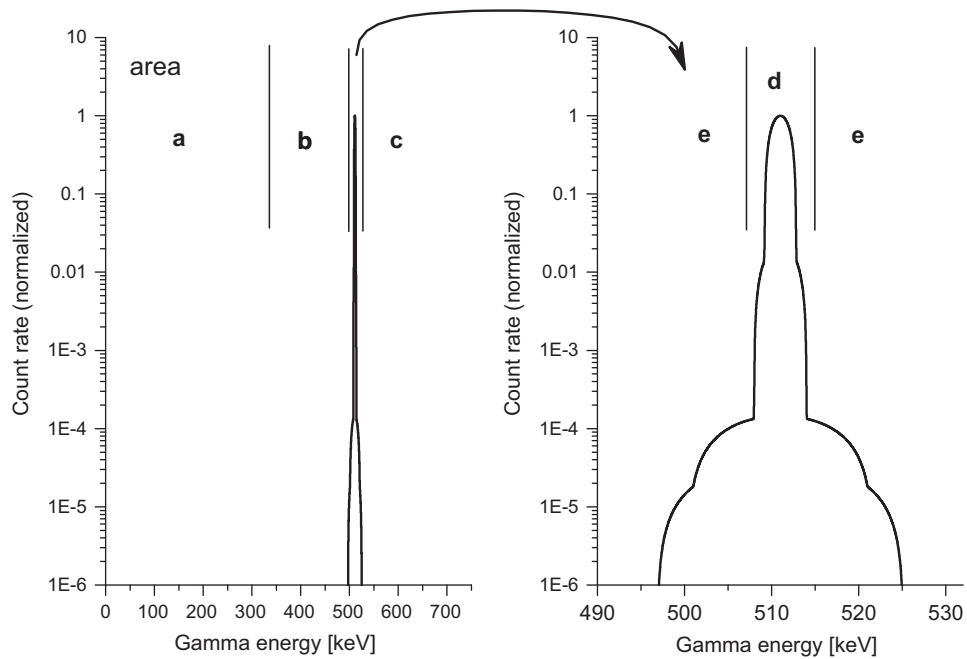 area
a
b
c
10
1
0.1
0.01
1E-3
1E-4
1E-5
1E-6
Count rate (normalized)
0 100 200 300 400 500 600 700
Gamma energy [keV]
d
e
e
10
1
0.1
0.01
1E-3
1E-4
1E-5
1E-6
Count rate (normalized)
490 500 510 520 530
Gamma energy [keV]